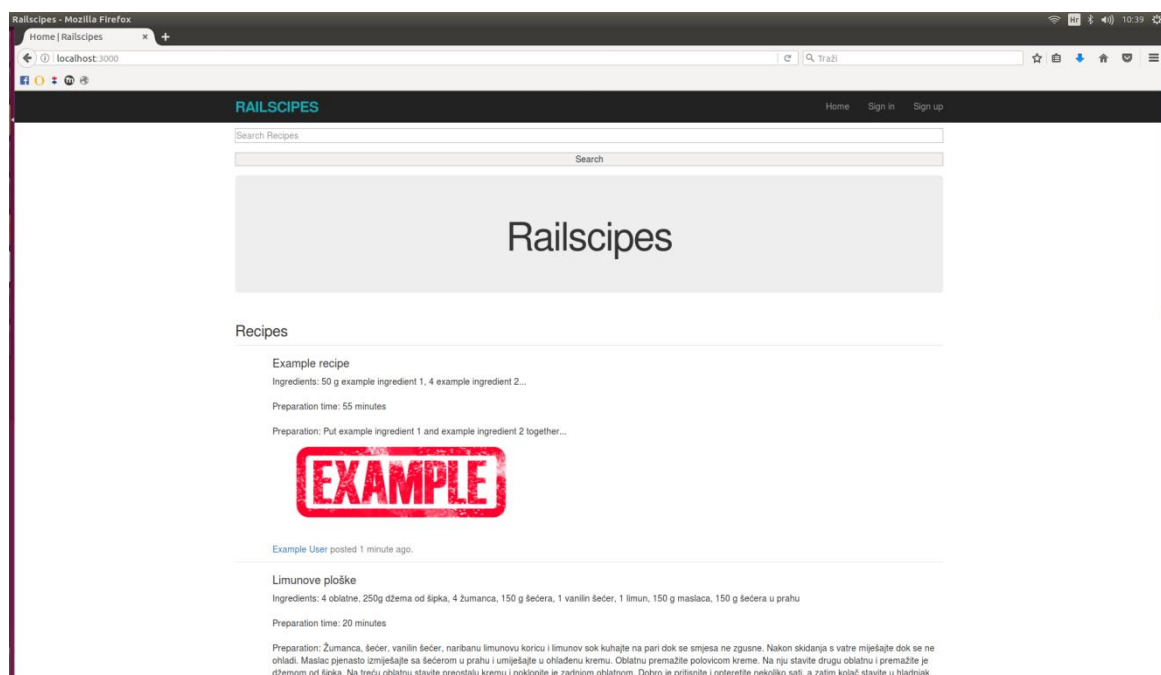 Railscipes - Mozilla Firefox
Hr
10:39
Home | Railscipes
localhost:3000
Traži
RAILSCIPES
Home
Sign in
Sign up
Search Recipes
Search
Railscipes
Recipes
Example recipe
Ingredients: 50 g example ingredient 1, 4 example ingredient 2...
Preparation time: 55 minutes
Preparation: Put example ingredient 1 and example ingredient 2 together...
EXAMPLE
Example User posted 1 minute ago.
Limunove ploške
Ingredients: 4 oblatne, 250g džema od šipka, 4 žumanca, 150 g šećera, 1 vanilin šećer, 1 limun, 150 g maslaca, 150 g šećera u prahu
Preparation time: 20 minutes
Preparation: Žumanca, šećer, vanilin šećer, naribanu limunovu koricu i limunov sok kuhajte na pari dok se smjesa ne zgusne. Nakon skidanja s vatre miješajte dok se ne
ohladi. Maslac pjenasto izmiješajte sa šećerom u prahu i umiješajte u ohlađenu kremu. Oblatnu premažite polovicom kreme. Na nju stavite drugu oblatnu i premažite je
džemom od šipka. Na treću oblatnu stavite preostalu kremu i poklopite je zadnjom oblatnom. Dobro je pritisnite i opteretite nekoliko sati, a zatim kolač stavite u hladnjak